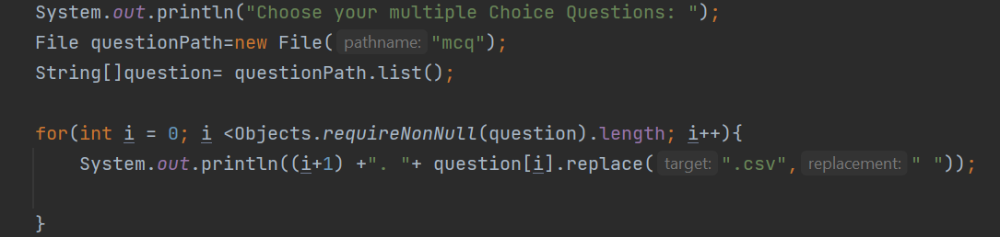 System.out.println("Choose your multiple Choice Questions: ");
File questionPath=new File( pathname: "mcq");
String[]question= questionPath.list();
for(int i = 0; i <Objects.requireNonNull(question).length; i++){
System.out.println((i+1) +". "+ question[i].replace( target: ".csv", replacement: " "));
}